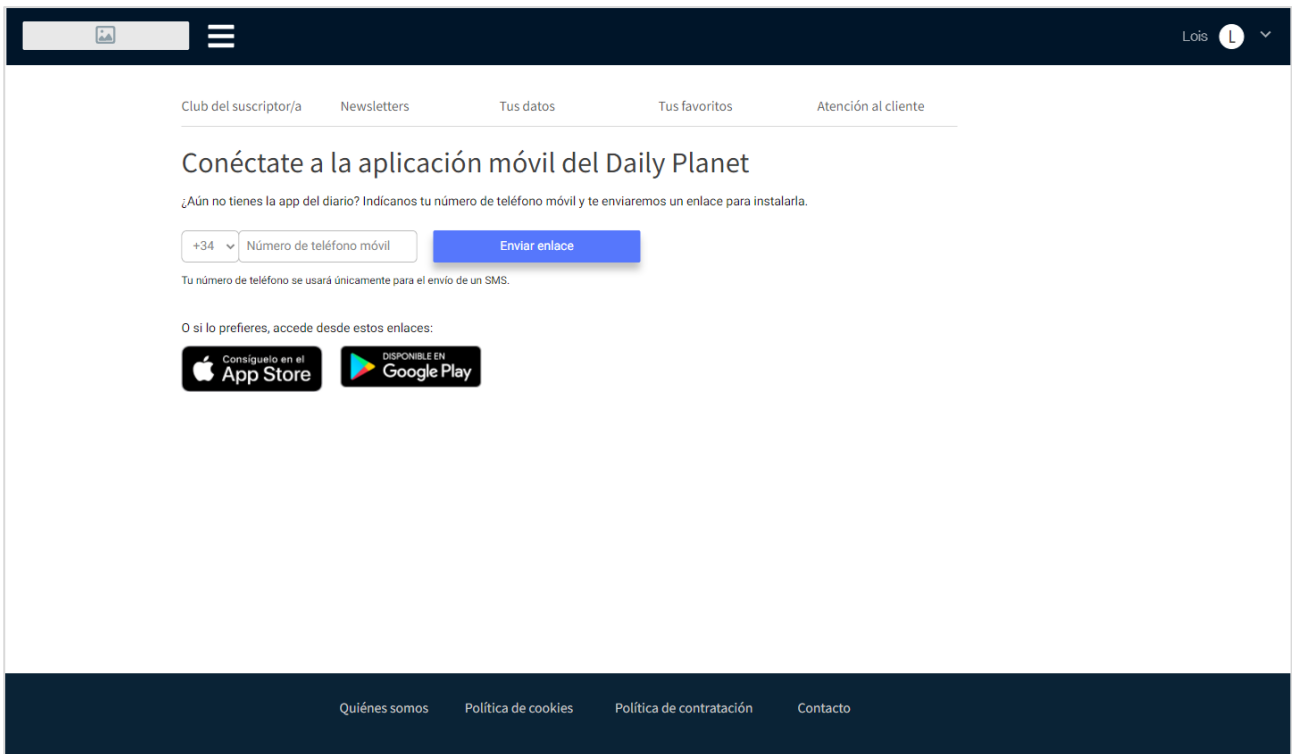 Lois L
Club del suscriptor/a Newsletters Tus datos Tus favoritos Atención al cliente
Conéctate a la aplicación móvil del Daily Planet
¿Aún no tienes la app del diario? Indícanos tu número de teléfono móvil y te enviaremos un enlace para instalarla.
+34 Número de teléfono móvil Enviar enlace
Tu número de teléfono se usará únicamente para el envío de un SMS.
O si lo prefieres, accede desde estos enlaces:
Consíguelo en el
App Store
DISPONIBLE EN
Google Play
Quiénes somos Política de cookies Política de contratación Contacto